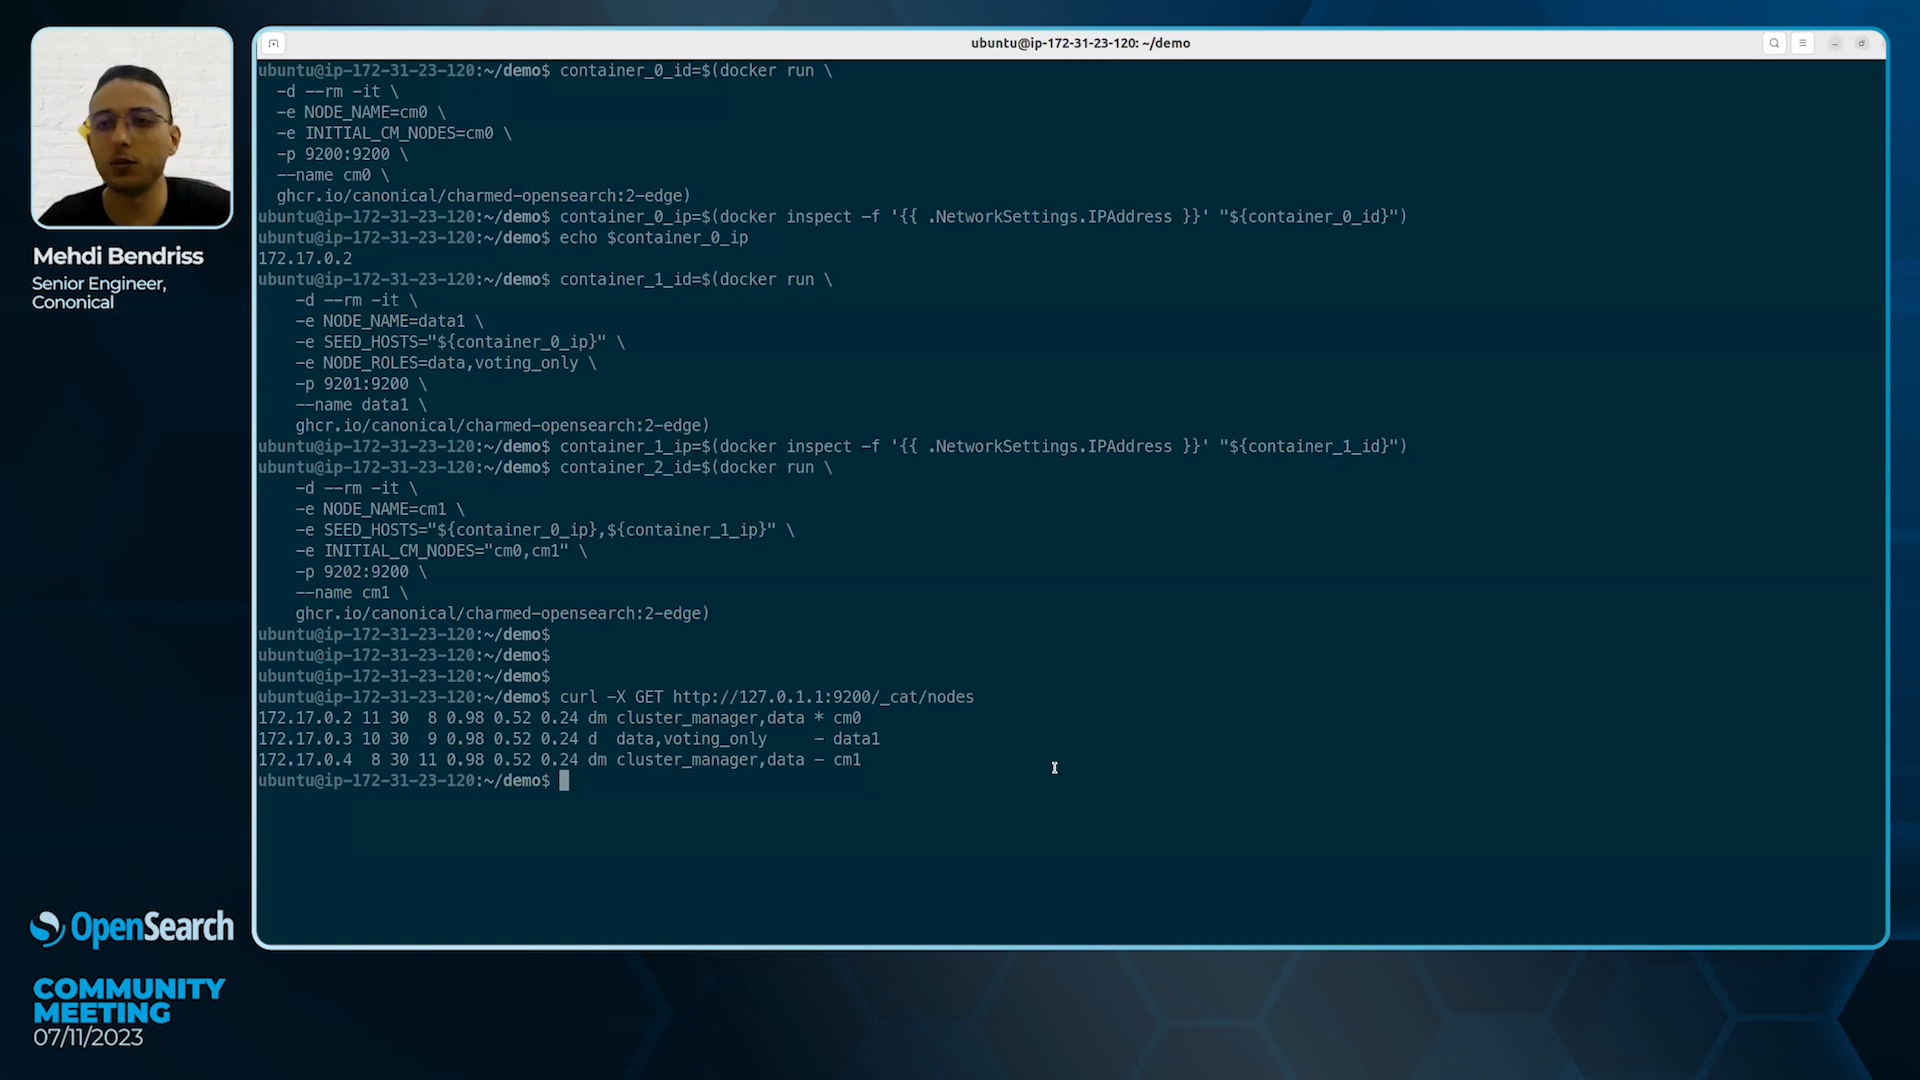 ubuntu@ip-172-31-23-120: ~/demo
ubuntu@ip-172-31-23-120:~/demo$ container_0_id=$(docker run \
-d --rm -it \
-e NODE_NAME=cm0 \
-e INITIAL_CM_NODES=cm0 \
-p 9200:9200 \
--name cm0 \
ghcr.io/canonical/charmed-opensearch:2-edge)
ubuntu@ip-172-31-23-120:~/demo$ container_0_ip=$(docker inspect -f '{{ .NetworkSettings.IPAddress }}' "${container_0_id}")
ubuntu@ip-172-31-23-120:~/demo$ echo $container_0_ip
172.17.0.2
ubuntu@ip-172-31-23-120:~/demo$ container_1_id=$(docker run \
-d --rm -it \
-e NODE_NAME=data1 \
-e SEED_HOSTS="${container_0_ip}" \
-e NODE_ROLES=data,voting_only \
-p 9201:9200 \
--name data1 \
ghcr.io/canonical/charmed-opensearch:2-edge)
ubuntu@ip-172-31-23-120:~/demo$ container_1_ip=$(docker inspect -f '{{ .NetworkSettings.IPAddress }}' "${container_1_id}")
ubuntu@ip-172-31-23-120:~/demo$ container_2_id=$(docker run \
-d --rm -it \
-e NODE_NAME=cm1 \
-e SEED_HOSTS="${container_0_ip},${container_1_ip}" \
-e INITIAL_CM_NODES="cm0,cm1" \
-p 9202:9200 \
--name cm1 \
ghcr.io/canonical/charmed-opensearch:2-edge)
ubuntu@ip-172-31-23-120:~/demo$
ubuntu@ip-172-31-23-120:~/demo$
ubuntu@ip-172-31-23-120:~/demo$
ubuntu@ip-172-31-23-120:~/demo$ curl -X GET http://127.0.1.1:9200/_cat/nodes
172.17.0.2 11 30  8 0.98 0.52 0.24 dm cluster_manager,data * cm0
172.17.0.3 10 30  9 0.98 0.52 0.24 d  data,voting_only     - data1
172.17.0.4  8 30 11 0.98 0.52 0.24 dm cluster_manager,data - cm1
ubuntu@ip-172-31-23-120:~/demo$
Mehdi Bendriss
Senior Engineer,
Cononical
OpenSearch
COMMUNITY
MEETING
07/11/2023